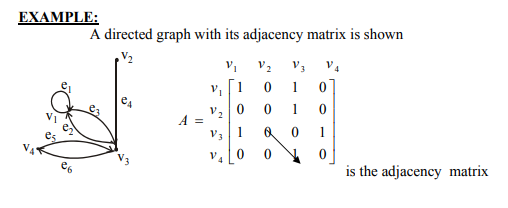 EXAMPLE:
A directed graph with its adjacency matrix is shown
v2
e1
e3
e4
v1
e2
e5
v4
v3
e6
v1 v2 v3 v4
v1 1 0 1 0
v2 0 0 1 0
A =
v3 1 0 0 1
v4 0 0 1 0
is the adjacency matrix